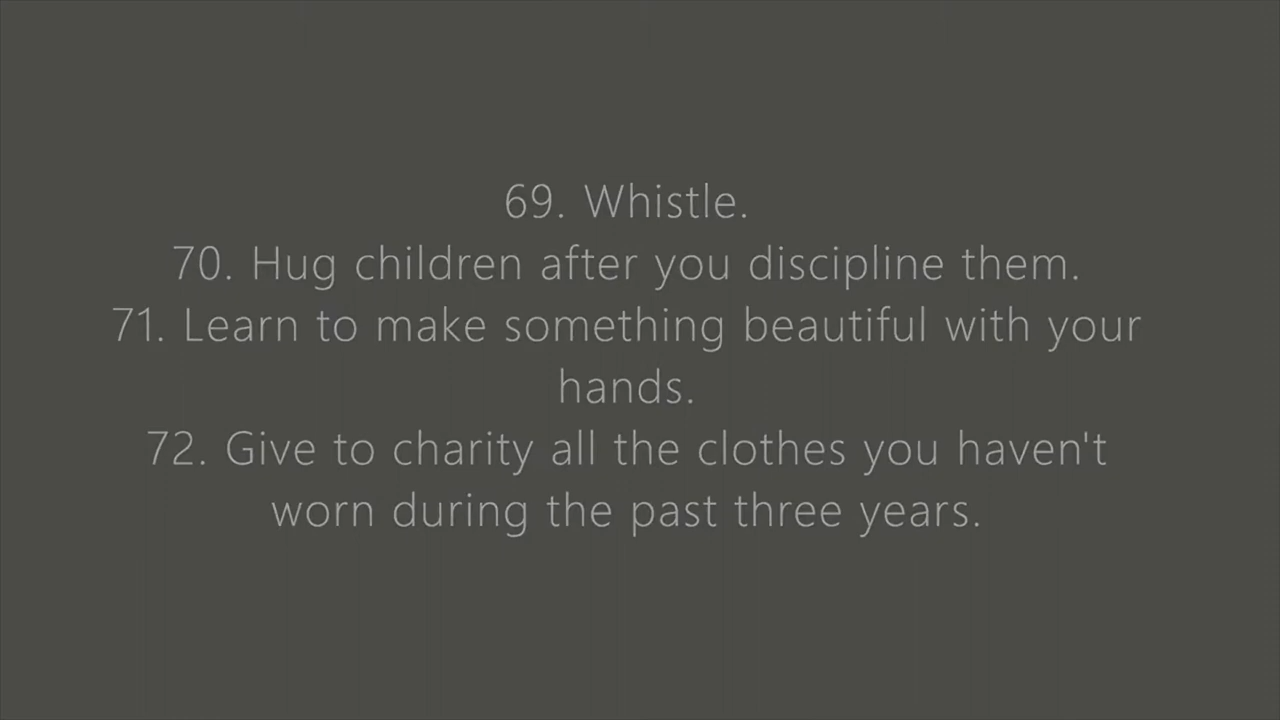 69. Whistle.
70. Hug children after you discipline them.
71. Learn to make something beautiful with your
hands.
72. Give to charity all the clothes you haven't
worn during the past three years.